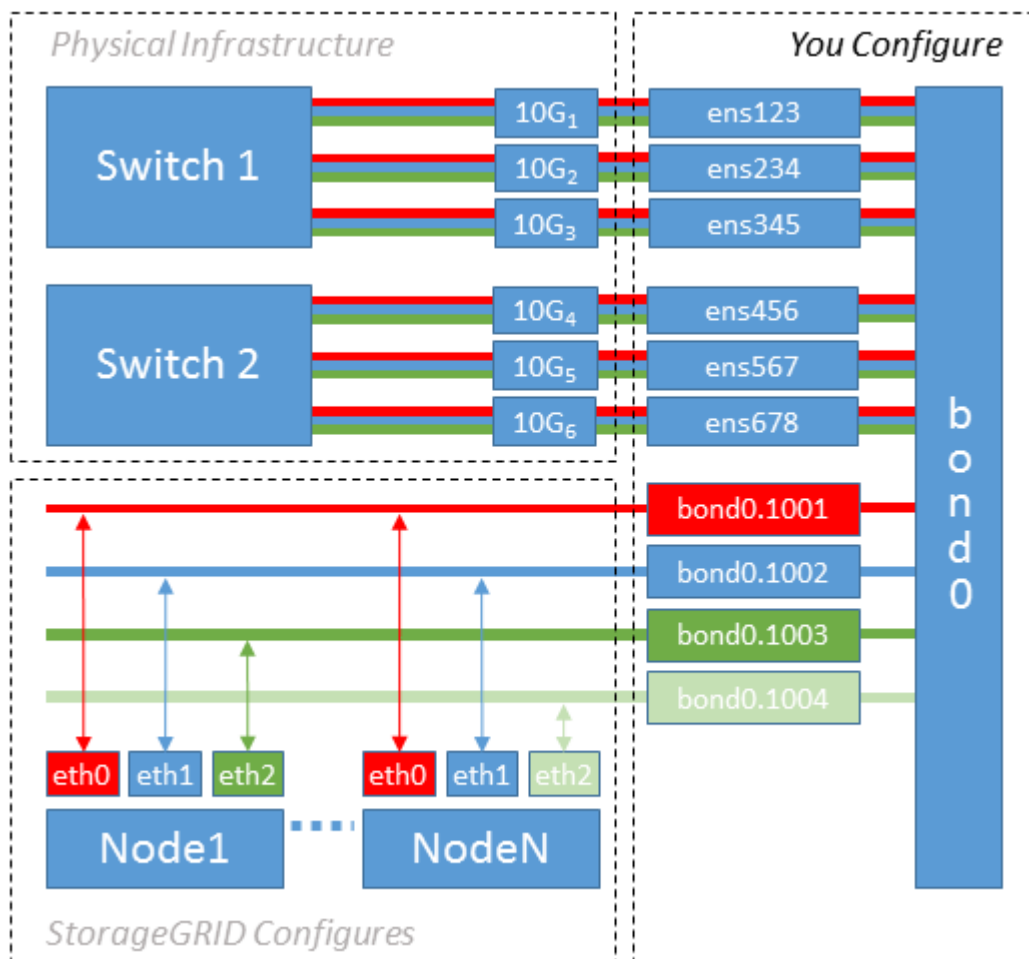 Physical Infrastructure
You Configure
Switch 1
10G₁
ens123
10G₂
ens234
10G₃
ens345
Switch 2
10G₄
ens456
10G₅
ens567
10G₆
ens678
bond0
bond0.1001
bond0.1002
bond0.1003
bond0.1004
eth0
eth1
eth2
eth0
eth1
eth2
Node1
NodeN
StorageGRID Configures